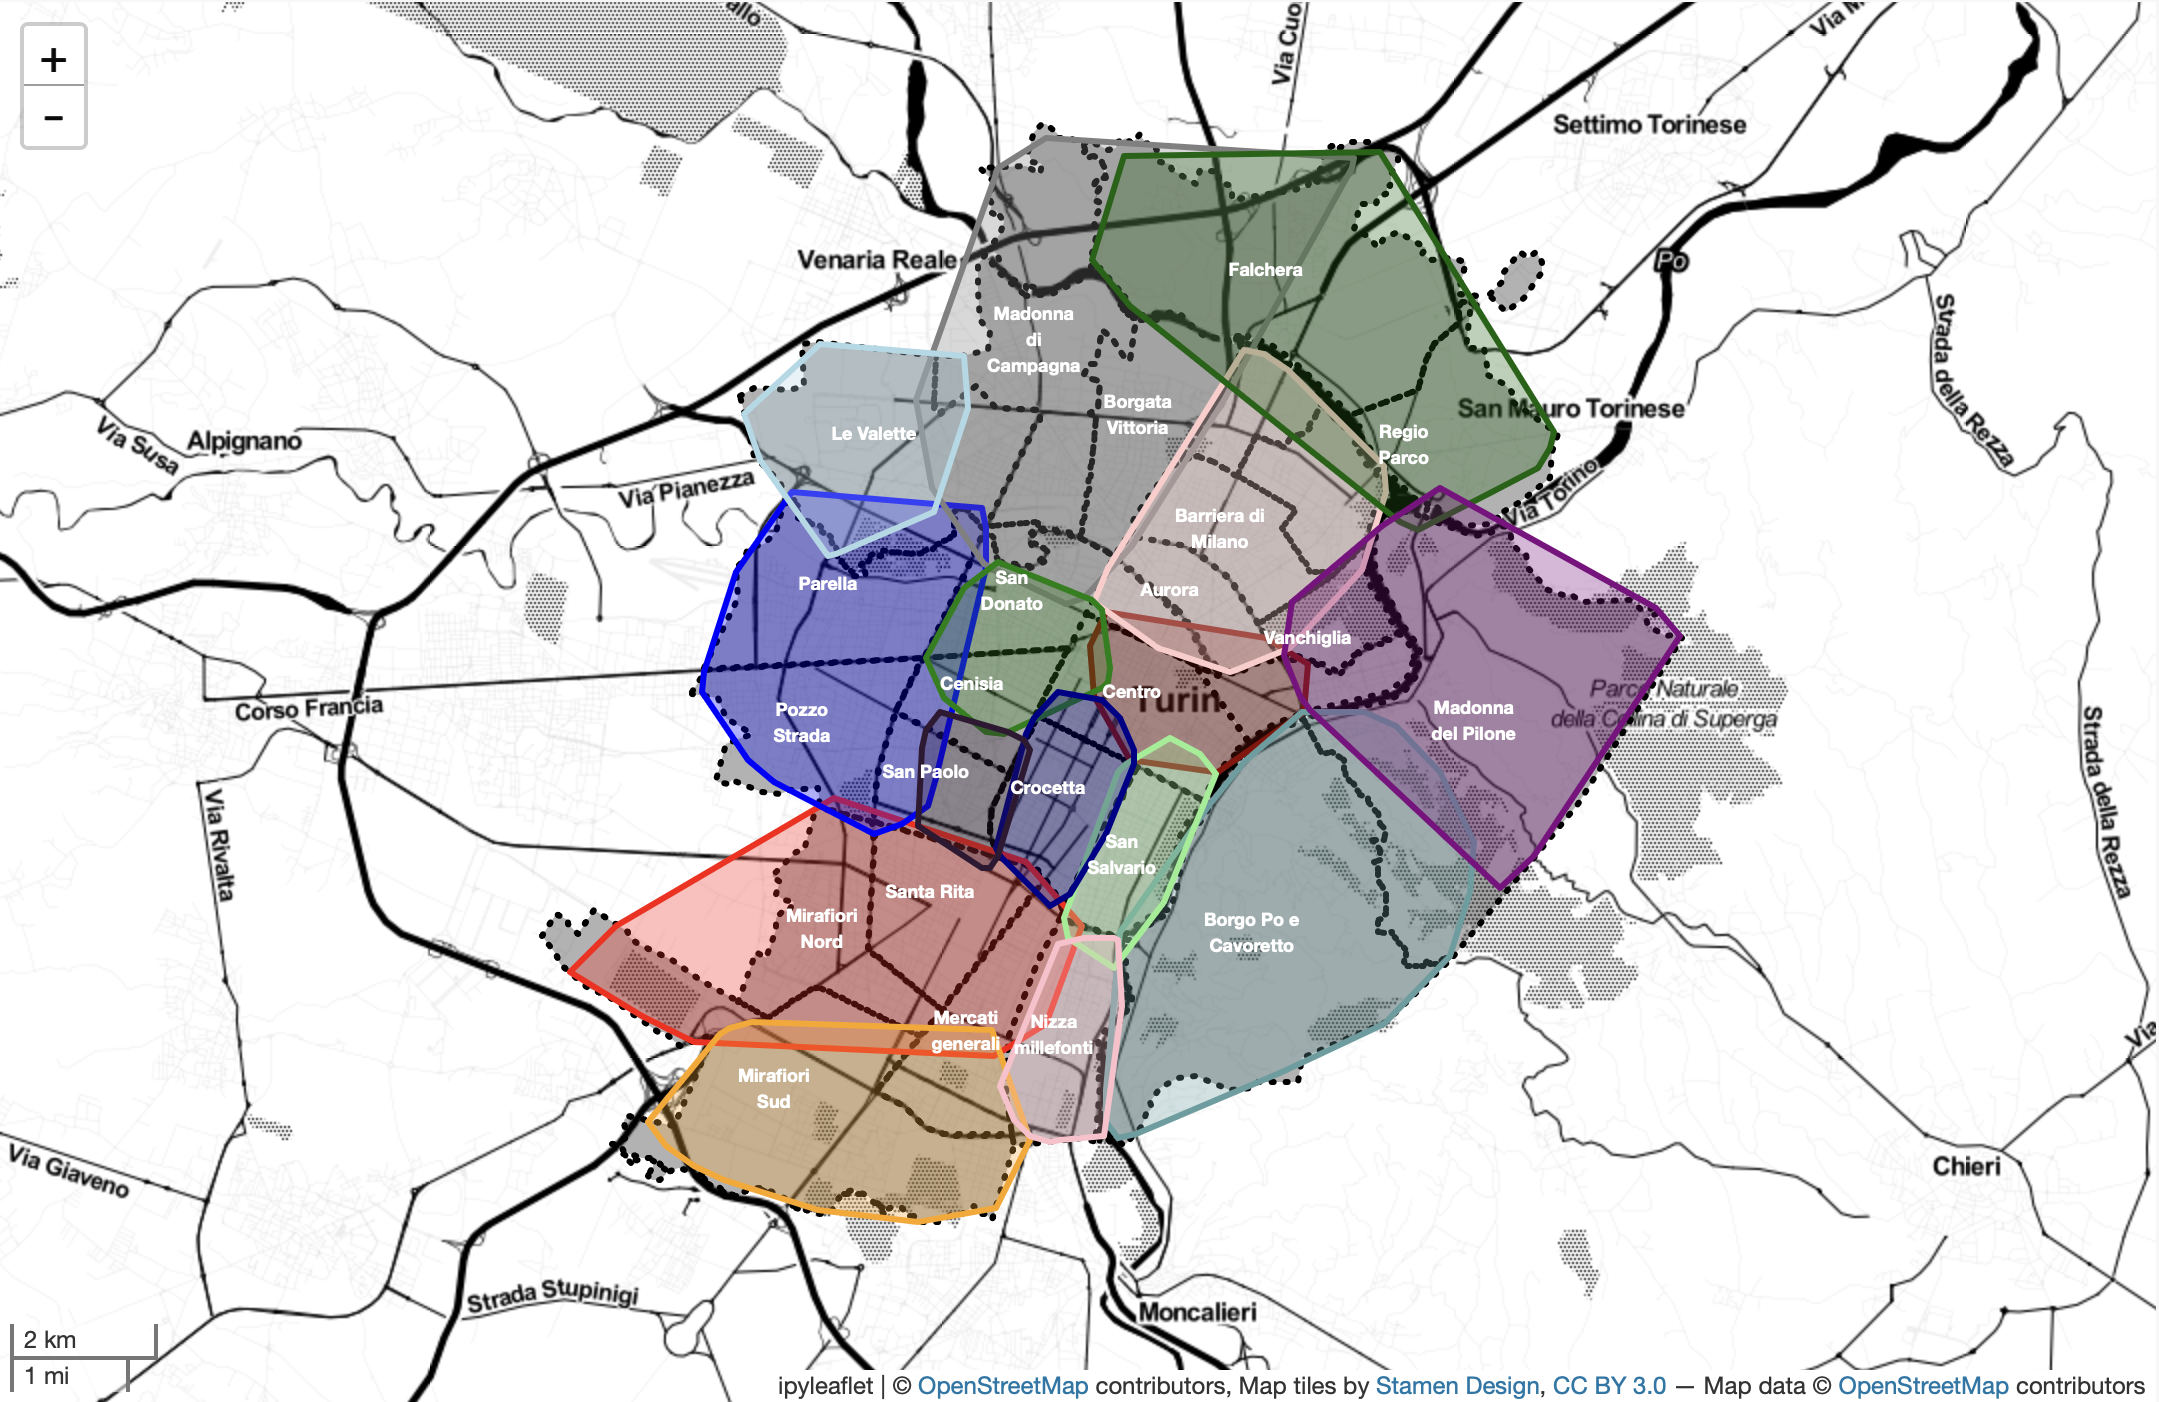 +
−
allo
Via Cuo
Via M
Settimo Torinese
Venaria Reale
Po
Falchera
Madonna
di
Campagna
Strada della Rezza
Borgata
Vittoria
San Mauro Torinese
Le Valette
Alpignano
Via Susa
Regio
Parco
Via Pianezza
Via Torino
Barriera di
Milano
San
Donato
Parella
Aurora
Vanchiglia
Cenisia
Centro
Turin
Parco Naturale
della Collina di Superga
Corso Francia
Pozzo
Strada
Madonna
del Pilone
Strada della Rezza
San Paolo
Crocetta
Via Rivalta
San
Salvario
Santa Rita
Mirafiori
Nord
Borgo Po e
Cavoretto
Mercati
generali
Nizza
millefonti
Via
Mirafiori
Sud
Via Giaveno
Chieri
Strada Stupinigi
Moncalieri
2 km
1 mi
ipyleaflet | © OpenStreetMap contributors, Map tiles by Stamen Design, CC BY 3.0 — Map data © OpenStreetMap contributors